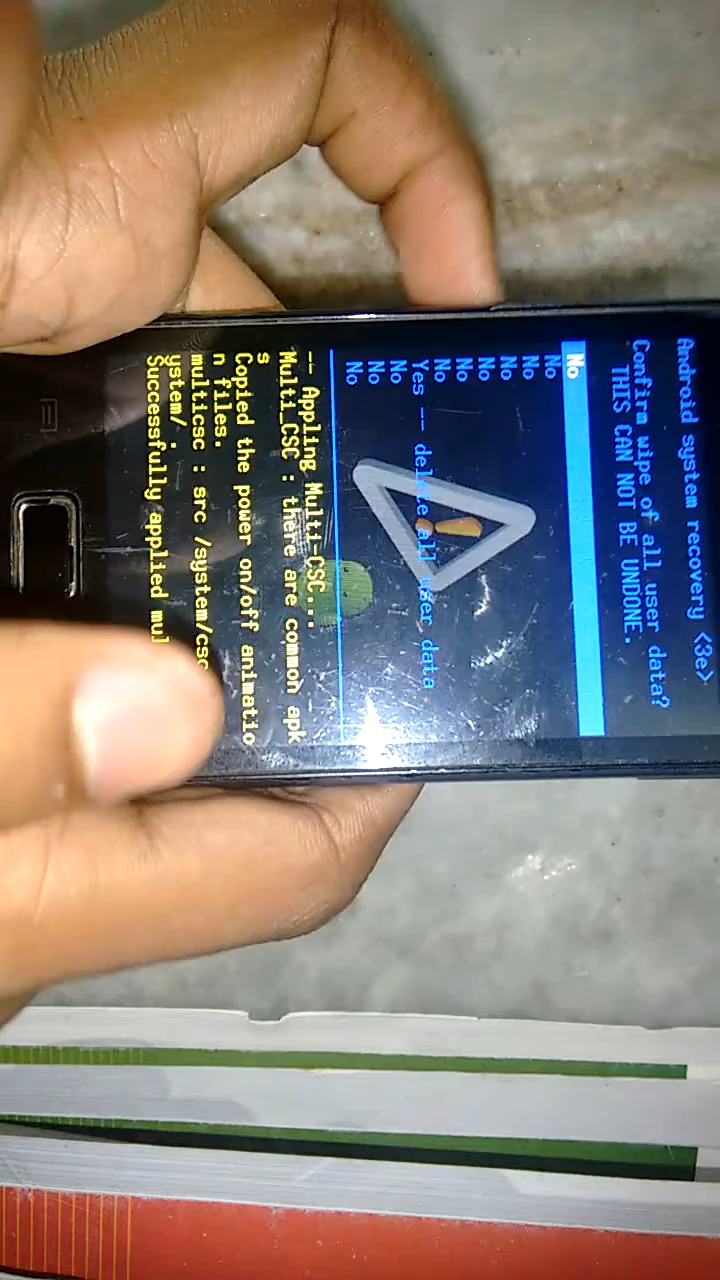 Android system recovery <3e>
Confirm wipe of all user data?
THIS CAN NOT BE UNDONE.
No
No
No
No
No
No
No
Yes -- delete all user data
No
No
No
-- Appling Multi-CSC...
Multi_CSC : there are common apk
s
Copied the power on/off animatio
n files.
multicsc : src /system/csc
ystem/ .
Successfully applied mul